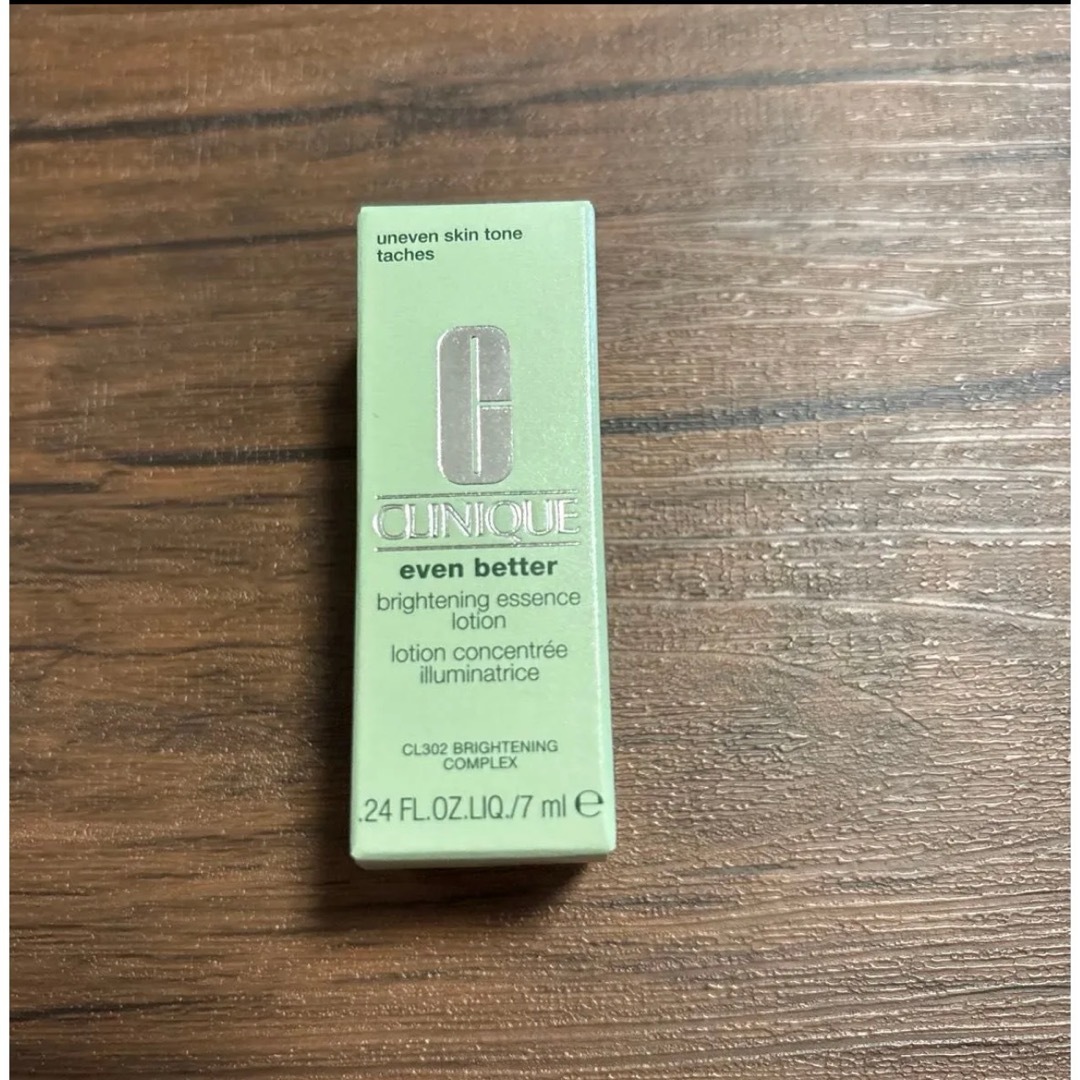 uneven skin tone
taches
C
CLINIQUE
even better
brightening essence
lotion
lotion concentrée
illuminatrice
CL302 BRIGHTENING
COMPLEX
.24 FL.OZ.LIQ./7 ml ℮